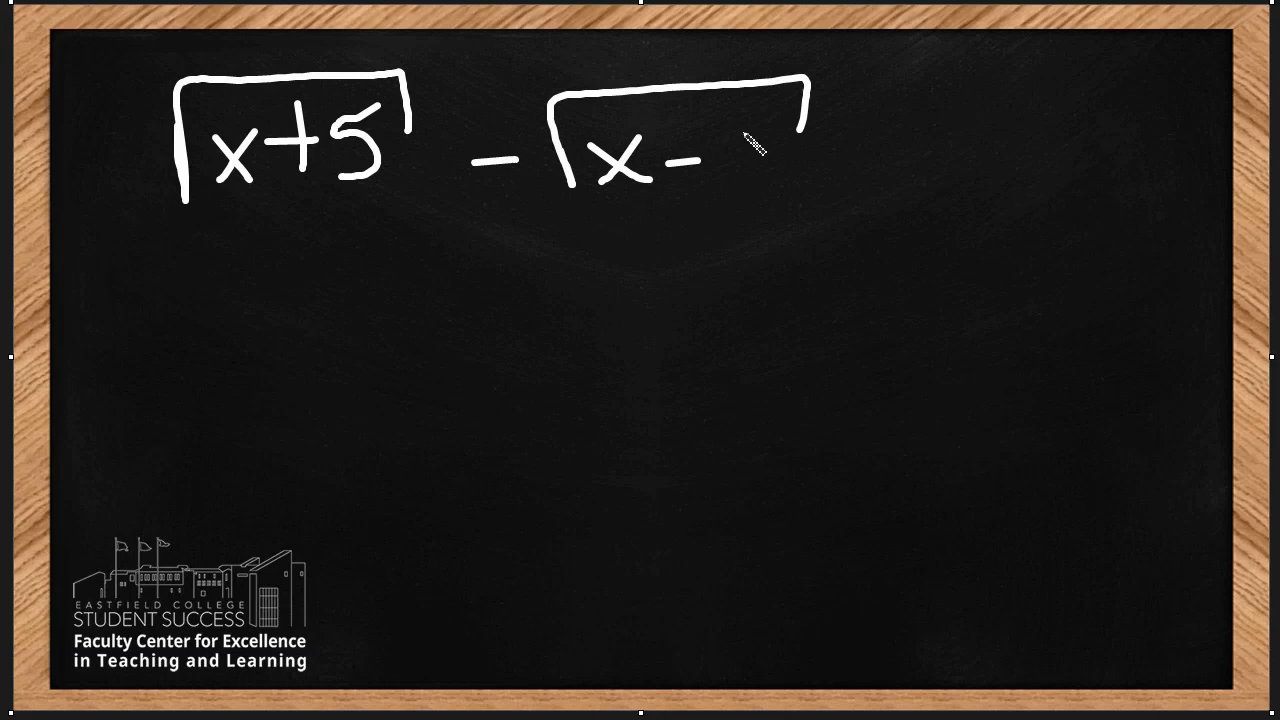 √x+5 - √x-
EASTFIELD COLLEGE
STUDENT SUCCESS
Faculty Center for Excellence
in Teaching and Learning